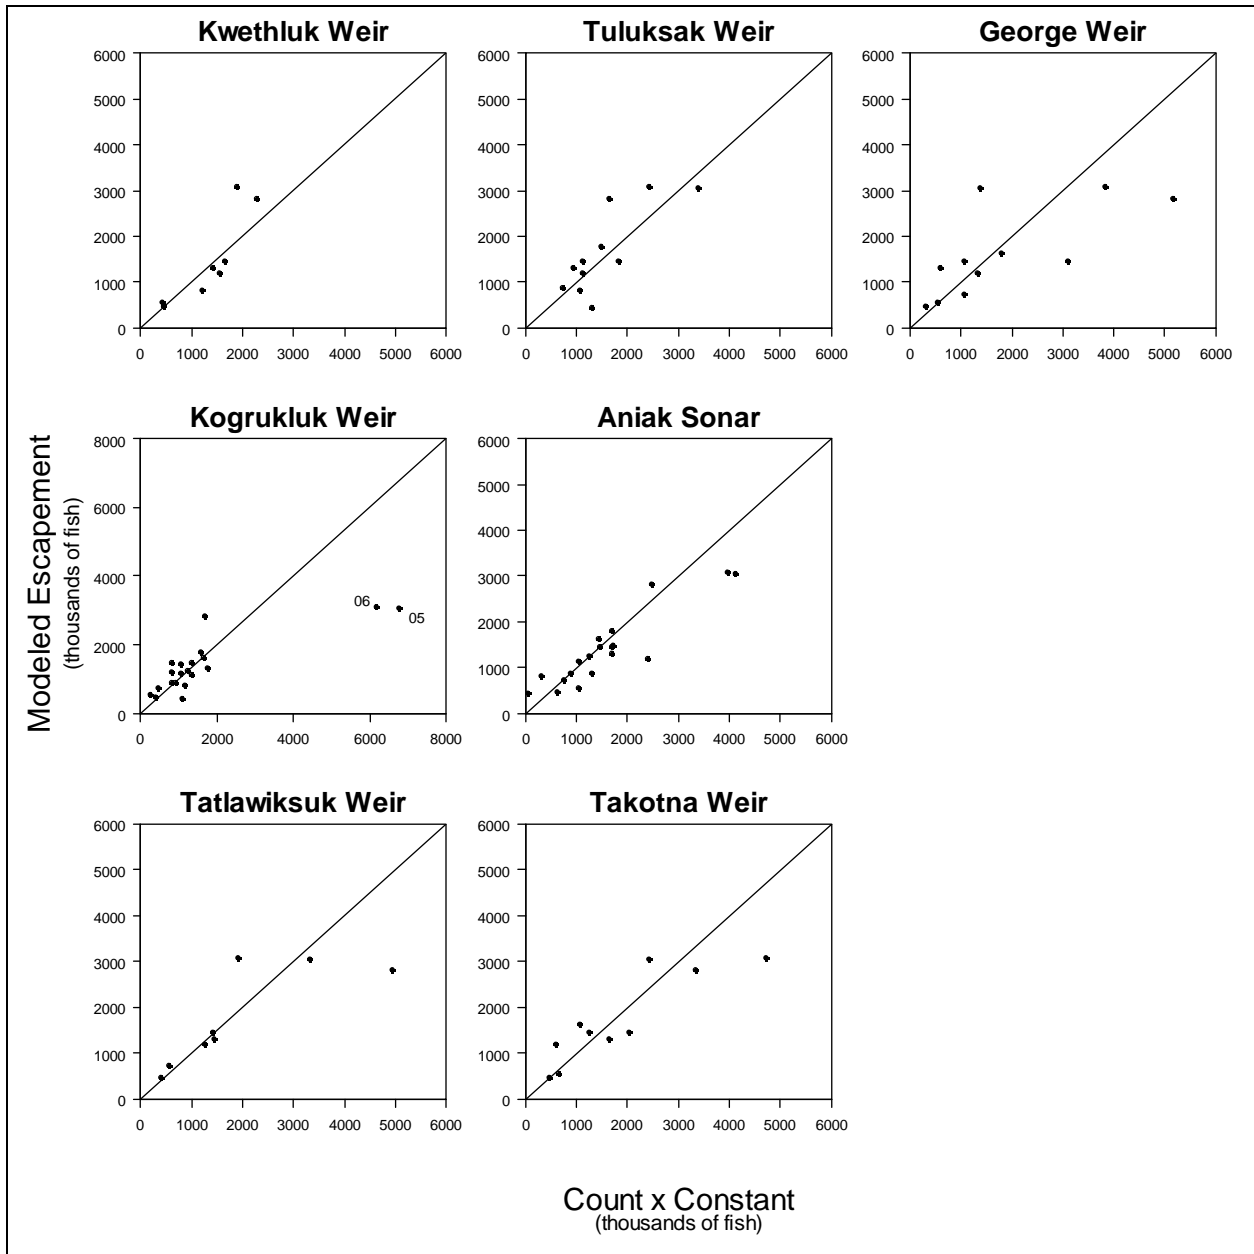 Kwethluk Weir
Tuluksak Weir
George Weir
6000
5000
4000
3000
2000
1000
0
0 1000 2000 3000 4000 5000 6000
6000
5000
4000
3000
2000
1000
0
0 1000 2000 3000 4000 5000 6000
6000
5000
4000
3000
2000
1000
0
0 1000 2000 3000 4000 5000 6000
Modeled Escapement
(thousands of fish)
Kogrukluk Weir
Aniak Sonar
8000
6000
4000
2000
0
06
05
0 2000 4000 6000 8000
6000
5000
4000
3000
2000
1000
0
0 1000 2000 3000 4000 5000 6000
Tatlawiksuk Weir
Takotna Weir
6000
5000
4000
3000
2000
1000
0
0 1000 2000 3000 4000 5000 6000
6000
5000
4000
3000
2000
1000
0
0 1000 2000 3000 4000 5000 6000
Count x Constant
(thousands of fish)